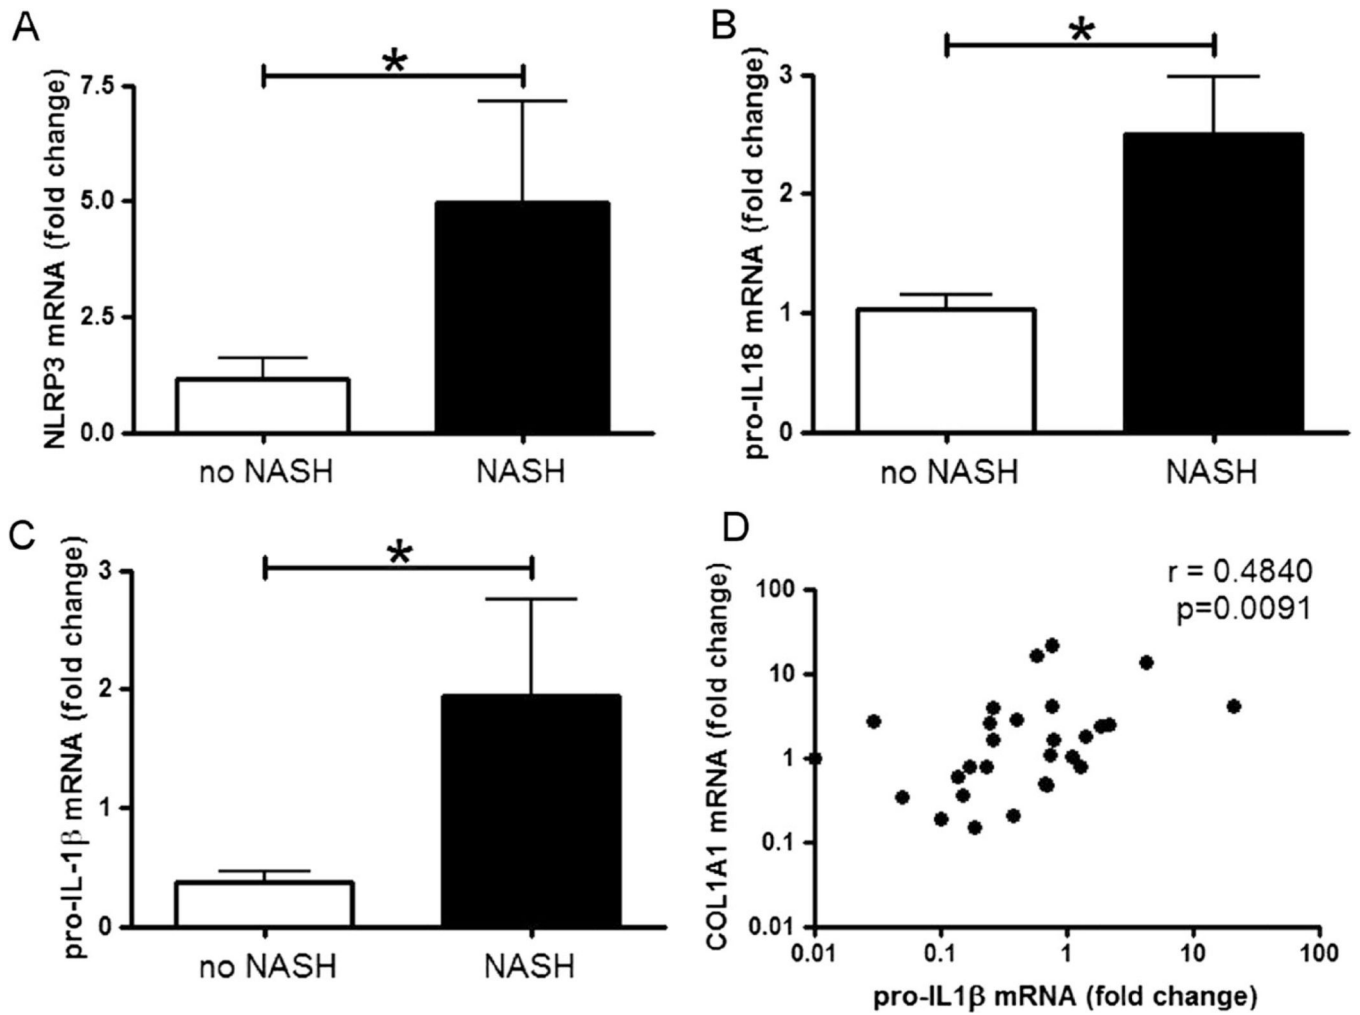 A
NLRP3 mRNA (fold change)
7.5
5.0
2.5
0.0
*
no NASH
NASH
B
pro-IL18 mRNA (fold change)
3
2
1
0
*
no NASH
NASH
C
pro-IL-1β mRNA (fold change)
3
2
1
0
*
no NASH
NASH
D
COL1A1 mRNA (fold change)
100
10
1
0.1
0.01
r = 0.4840
p=0.0091
0.01
0.1
1
10
100
pro-IL1β mRNA (fold change)